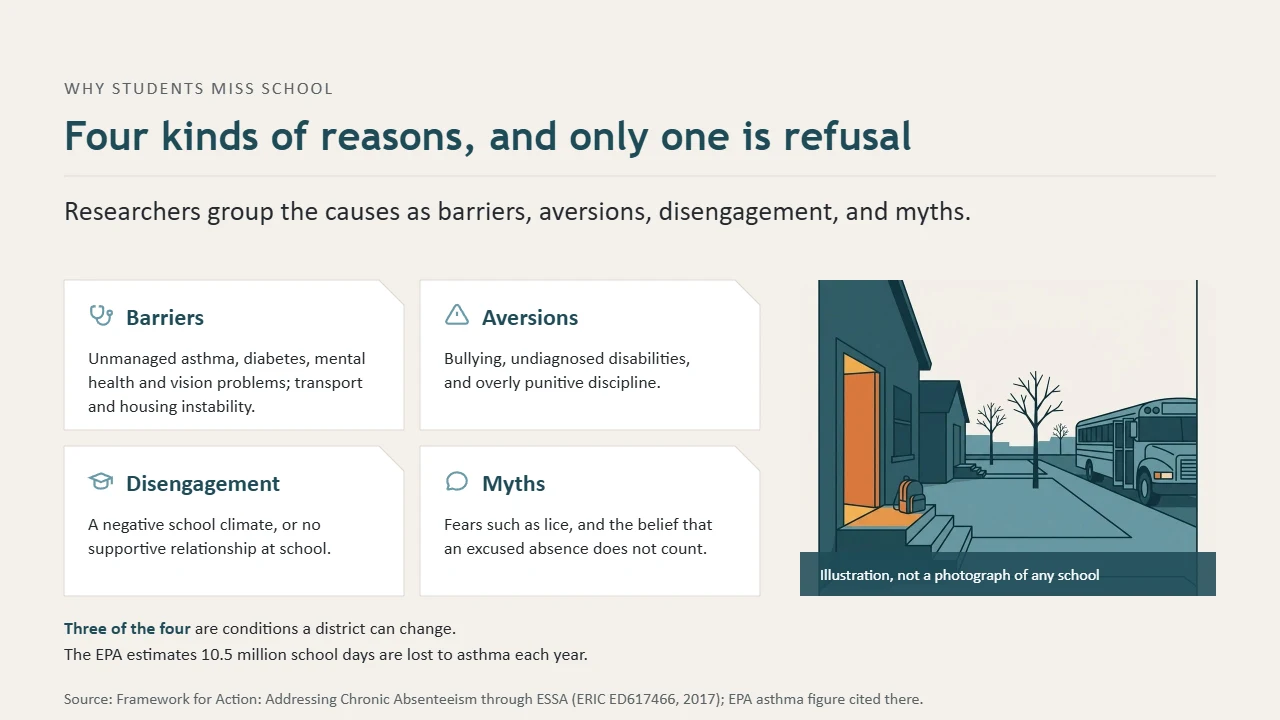 WHY STUDENTS MISS SCHOOL
Four kinds of reasons, and only one is refusal
Researchers group the causes as barriers, aversions, disengagement, and myths.
Barriers
Unmanaged asthma, diabetes, mental
health and vision problems; transport
and housing instability.
Aversions
Bullying, undiagnosed disabilities,
and overly punitive discipline.
Disengagement
A negative school climate, or no
supportive relationship at school.
Myths
Fears such as lice, and the belief that
an excused absence does not count.
Illustration, not a photograph of any school
Three of the four are conditions a district can change.
The EPA estimates 10.5 million school days are lost to asthma each year.
Source: Framework for Action: Addressing Chronic Absenteeism through ESSA (ERIC ED617466, 2017); EPA asthma figure cited there.